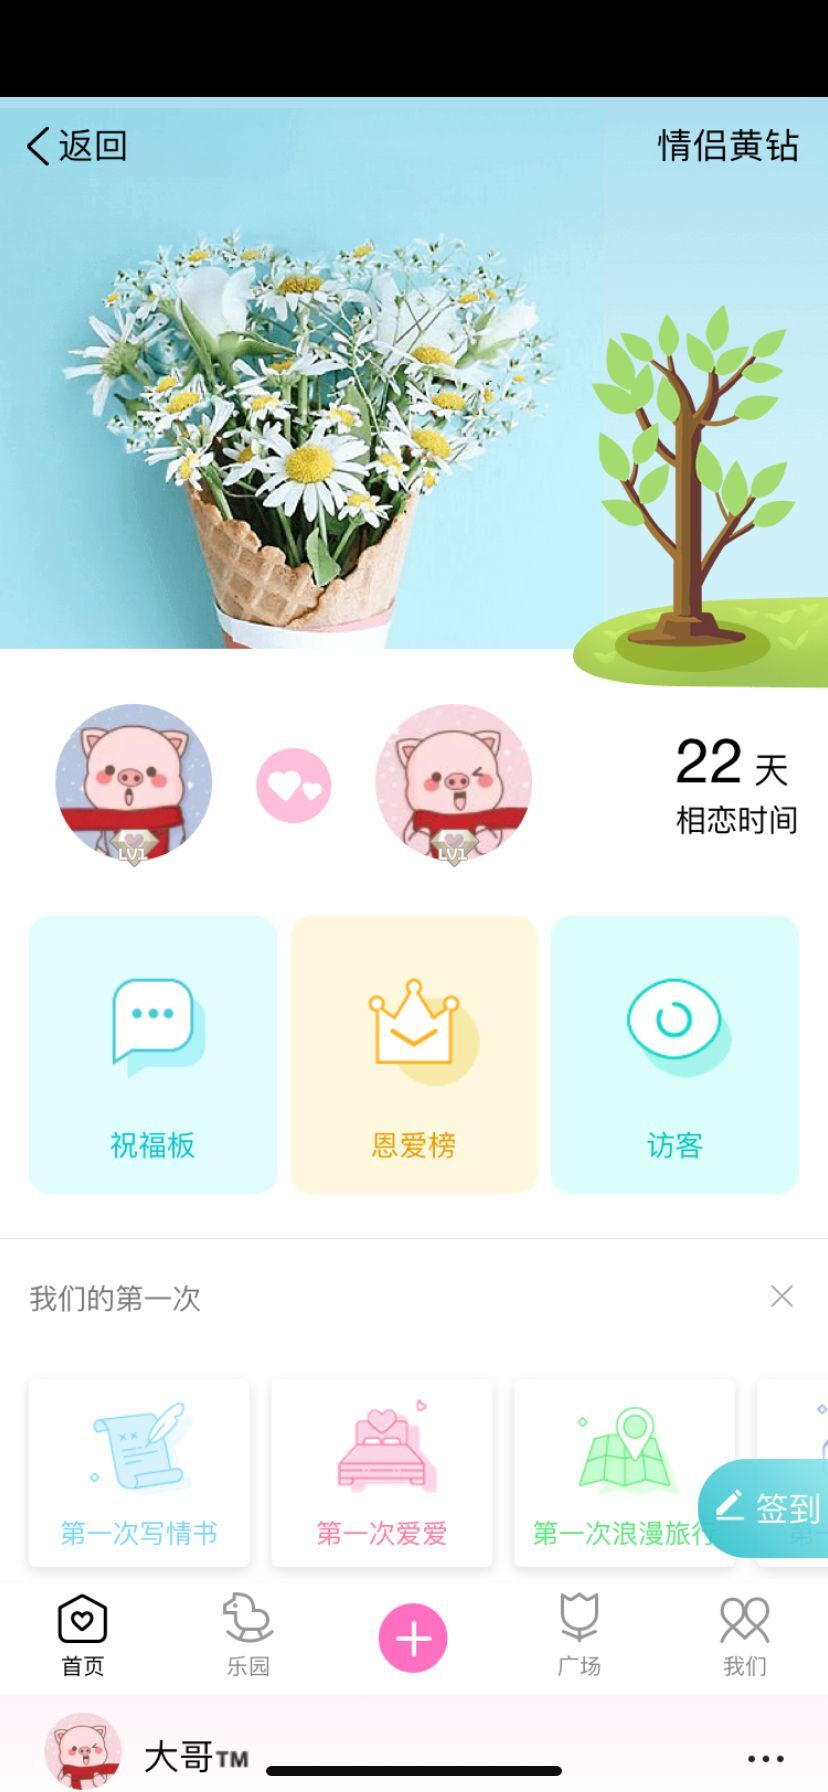 返回
情侣黄钻
LV1
LV1
22 天
相恋时间
祝福板
恩爱榜
访客
我们的第一次
第一次写情书
第一次爱爱
第一次浪漫旅行
签到
首页
乐园
广场
我们
大哥™